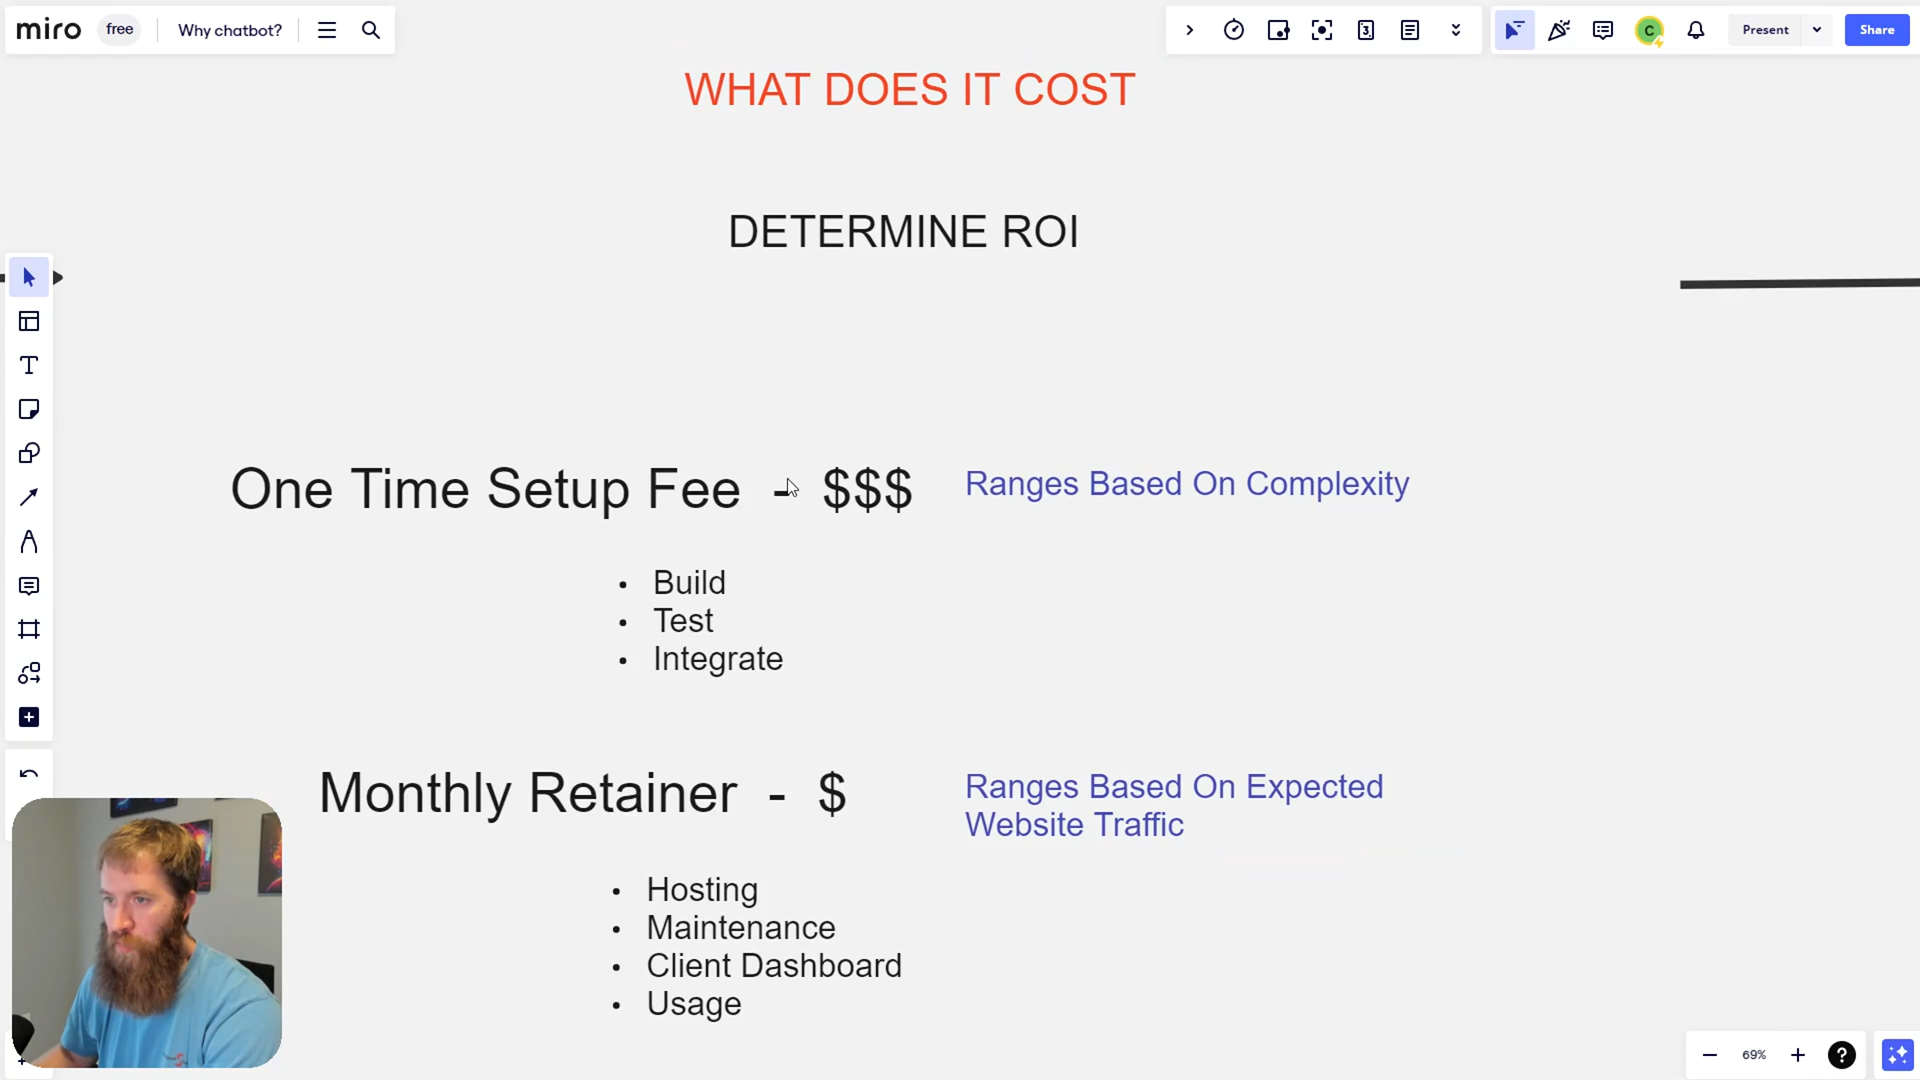 miro free Why chatbot? 3 C Present Share
WHAT DOES IT COST
DETERMINE ROI
One Time Setup Fee - $$$ Ranges Based On Complexity
• Build
• Test
• Integrate
Monthly Retainer - $ Ranges Based On Expected
Website Traffic
• Hosting
• Maintenance
• Client Dashboard
• Usage
69% ?